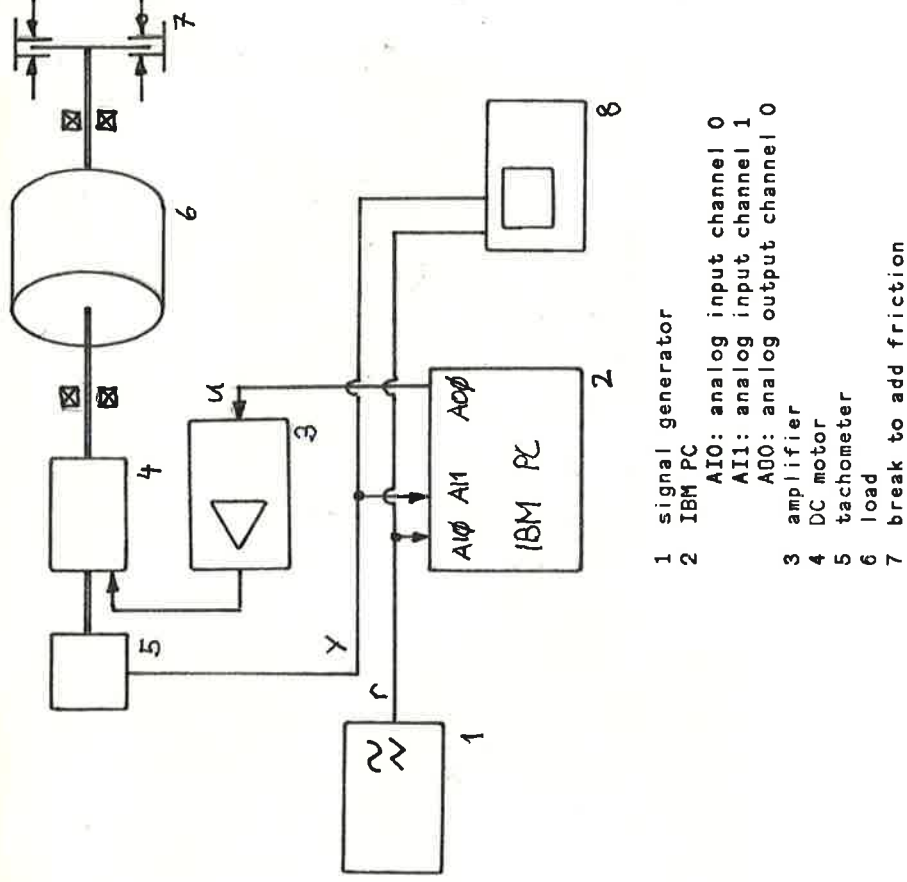 7
6
8
u
4
3
AIØ AI1 AOØ
IBM PC
2
5
y
r
1
1 signal generator
2 IBM PC
AI0: analog input channel 0
AI1: analog input channel 1
AO0: analog output channel 0
3 amplifier
4 DC motor
5 tachometer
6 load
7 break to add friction